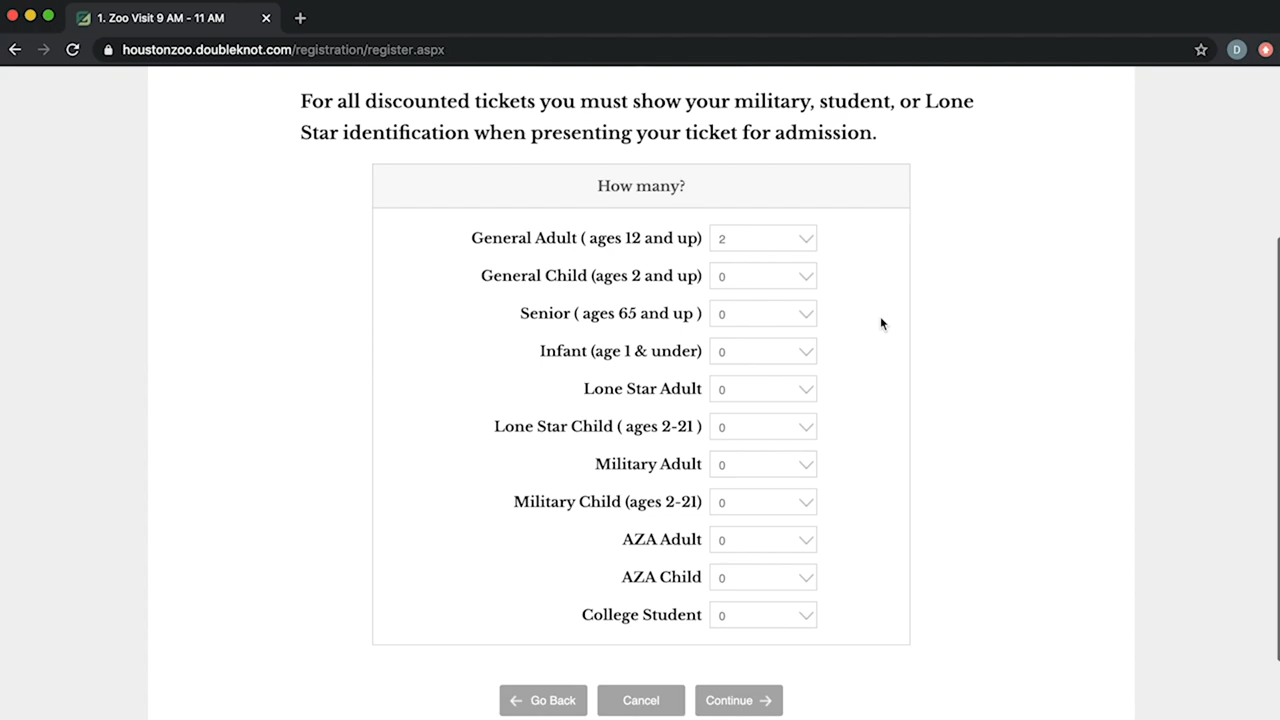 1. Zoo Visit 9 AM - 11 AM
houstonzoo.doubleknot.com/registration/register.aspx
D
For all discounted tickets you must show your military, student, or Lone
Star identification when presenting your ticket for admission.
How many?
General Adult ( ages 12 and up) 2
General Child (ages 2 and up) 0
Senior ( ages 65 and up ) 0
Infant (age 1 & under) 0
Lone Star Adult 0
Lone Star Child ( ages 2-21 ) 0
Military Adult 0
Military Child (ages 2-21) 0
AZA Adult 0
AZA Child 0
College Student 0
Go Back Cancel Continue